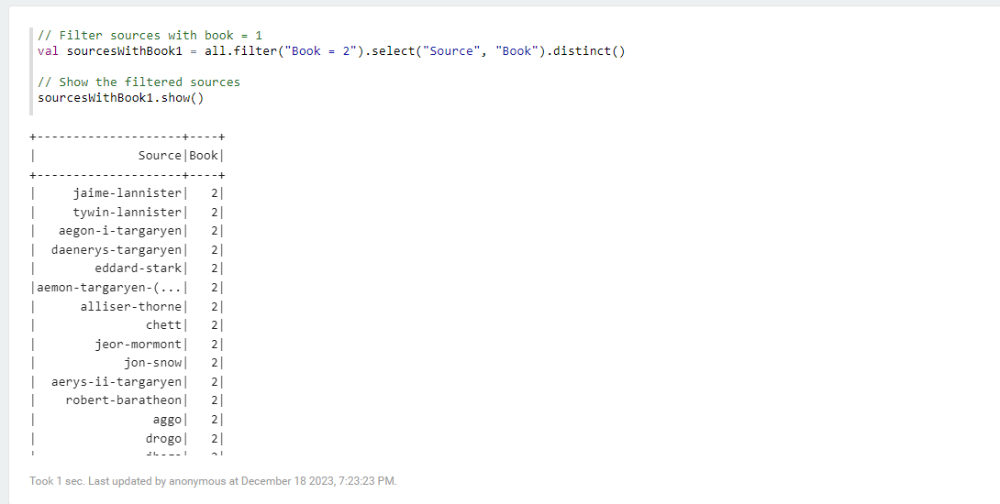 // Filter sources with book = 1
val sourcesWithBook1 = all.filter("Book = 2").select("Source", "Book").distinct()
// Show the filtered sources
sourcesWithBook1.show()
+--------------------+----+
|              Source|Book|
+--------------------+----+
|     jaime-lannister|   2|
|     tywin-lannister|   2|
|   aegon-i-targaryen|   2|
|  daenerys-targaryen|   2|
|        eddard-stark|   2|
|aemon-targaryen-(...|   2|
|      alliser-thorne|   2|
|               chett|   2|
|        jeor-mormont|   2|
|            jon-snow|   2|
|  aerys-ii-targaryen|   2|
|    robert-baratheon|   2|
|                aggo|   2|
|               drogo|   2|
Took 1 sec. Last updated by anonymous at December 18 2023, 7:23:23 PM.